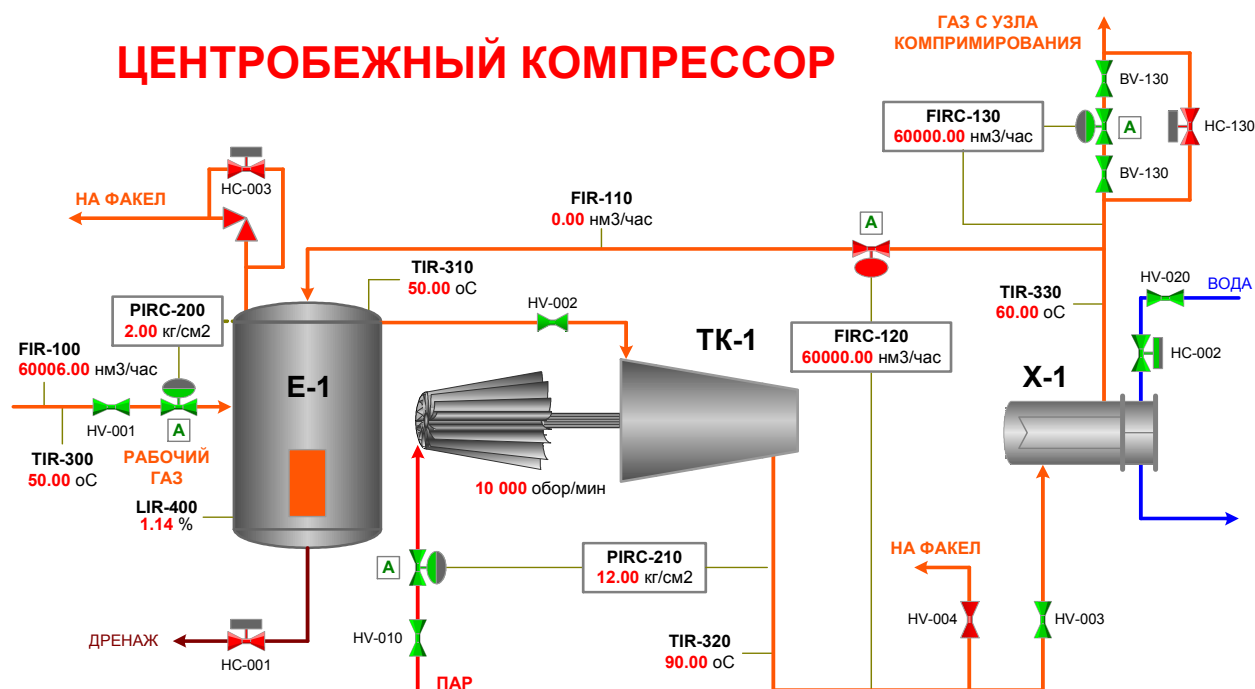 ЦЕНТРОБЕЖНЫЙ КОМПРЕССОР
ГАЗ С УЗЛА
КОМПРИМИРОВАНИЯ
BV-130
FIRC-130
60000.00 нм3/час
A
HC-130
BV-130
HC-003
НА ФАКЕЛ
FIR-110
0.00 нм3/час
A
TIR-310
50.00 оС
PIRC-200
2.00 кг/см2
HV-002
TIR-330
60.00 оС
HV-020
ВОДА
HC-002
FIR-100
60006.00 нм3/час
FIRC-120
60000.00 нм3/час
ТК-1
Х-1
Е-1
HV-001
A
РАБОЧИЙ
ГАЗ
TIR-300
50.00 оС
10 000 обор/мин
LIR-400
1.14 %
A
PIRC-210
12.00 кг/см2
НА ФАКЕЛ
HV-004
HV-003
ДРЕНАЖ
HC-001
HV-010
TIR-320
90.00 оС
ПАР